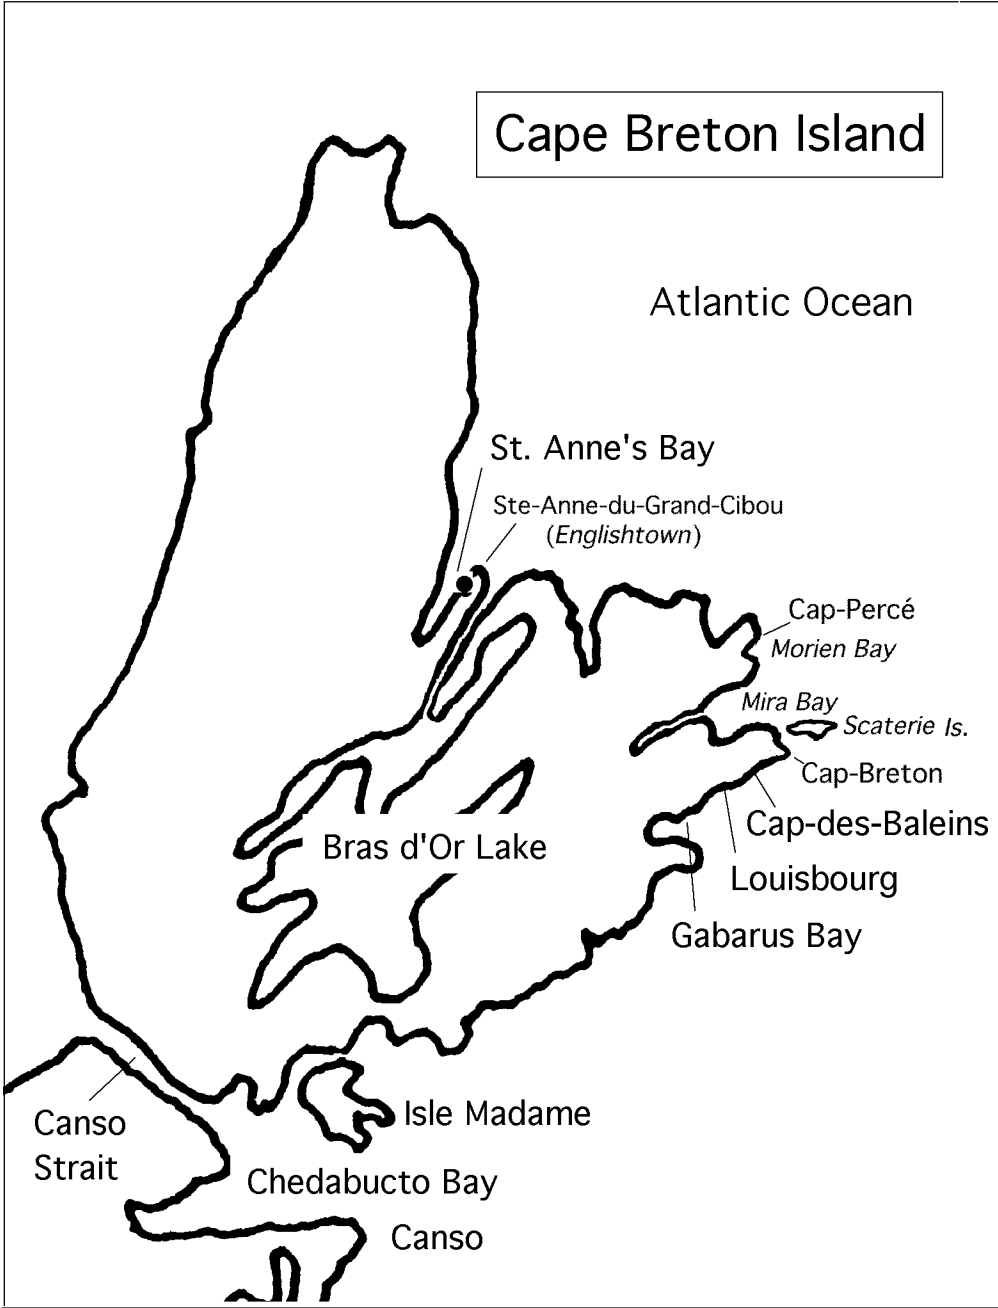 Cape Breton Island
Atlantic Ocean
St. Anne's Bay
Ste-Anne-du-Grand-Cibou
(Englishtown)
Cap-Percé
Morien Bay
Mira Bay
Scaterie Is.
Cap-Breton
Cap-des-Baleins
Bras d'Or Lake
Louisbourg
Gabarus Bay
Canso
Strait
Isle Madame
Chedabucto Bay
Canso